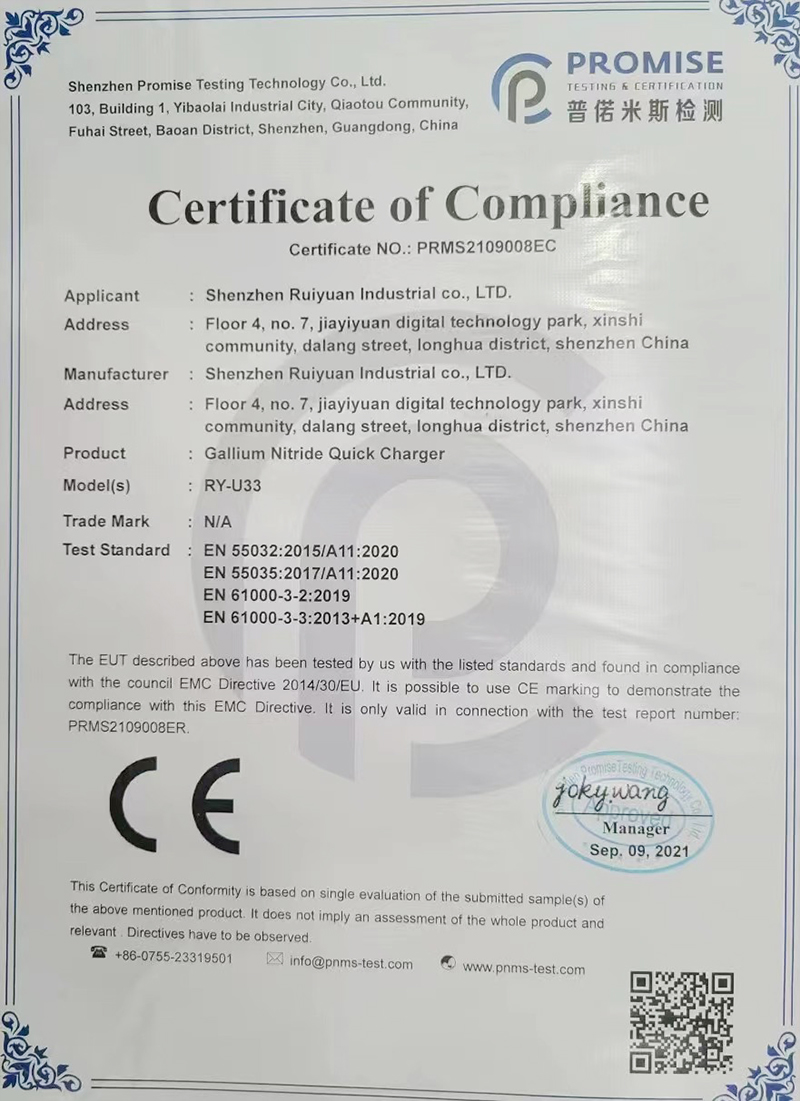 Shenzhen Promise Testing Technology Co., Ltd.
103, Building 1, Yibaolai Industrial City, Qiaotou Community,
Fuhai Street, Baoan District, Shenzhen, Guangdong, China
PROMISE
TESTING & CERTIFICATION
普偌米斯检测
Certificate of Compliance
Certificate NO.: PRMS2109008EC
Applicant : Shenzhen Ruiyuan Industrial co., LTD.
Address : Floor 4, no. 7, jiayiyuan digital technology park, xinshi
community, dalang street, longhua district, shenzhen China
Manufacturer : Shenzhen Ruiyuan Industrial co., LTD.
Address : Floor 4, no. 7, jiayiyuan digital technology park, xinshi
community, dalang street, longhua district, shenzhen China
Product : Gallium Nitride Quick Charger
Model(s) : RY-U33
Trade Mark : N/A
Test Standard : EN 55032:2015/A11:2020
EN 55035:2017/A11:2020
EN 61000-3-2:2019
EN 61000-3-3:2013+A1:2019
The EUT described above has been tested by us with the listed standards and found in compliance
with the council EMC Directive 2014/30/EU. It is possible to use CE marking to demonstrate the
compliance with this EMC Directive. It is only valid in connection with the test report number:
PRMS2109008ER.
CE
Promise Testing Technology Co., Ltd.
joky.wang
Approved
Manager
Sep. 09, 2021
This Certificate of Conformity is based on single evaluation of the submitted sample(s) of
the above mentioned product. It does not imply an assessment of the whole product and
relevant . Directives have to be observed.
+86-0755-23319501 info@pnms-test.com www.pnms-test.com